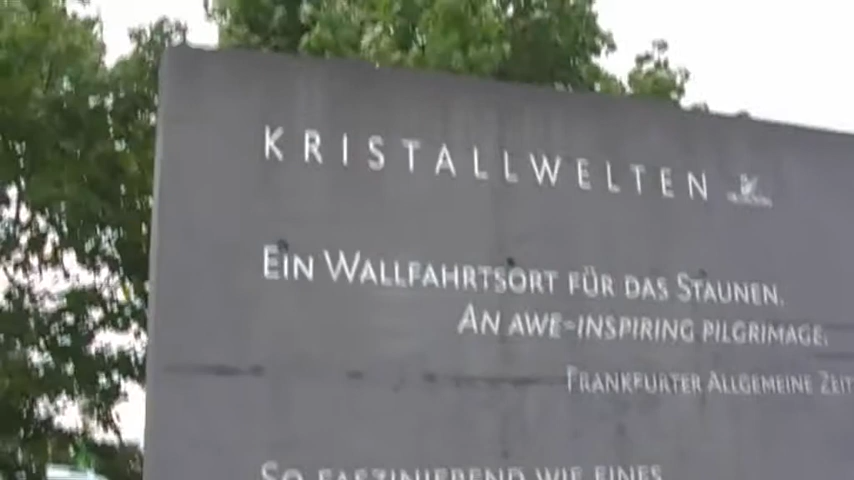 KRISTALLWELTEN
EIN WALLFAHRTSORT FÜR DAS STAUNEN.
AN AWE-INSPIRING PILGRIMAGE.
FRANKFURTER ALLGEMEINE ZEIT
SO FASZINIEREND WIE EINES